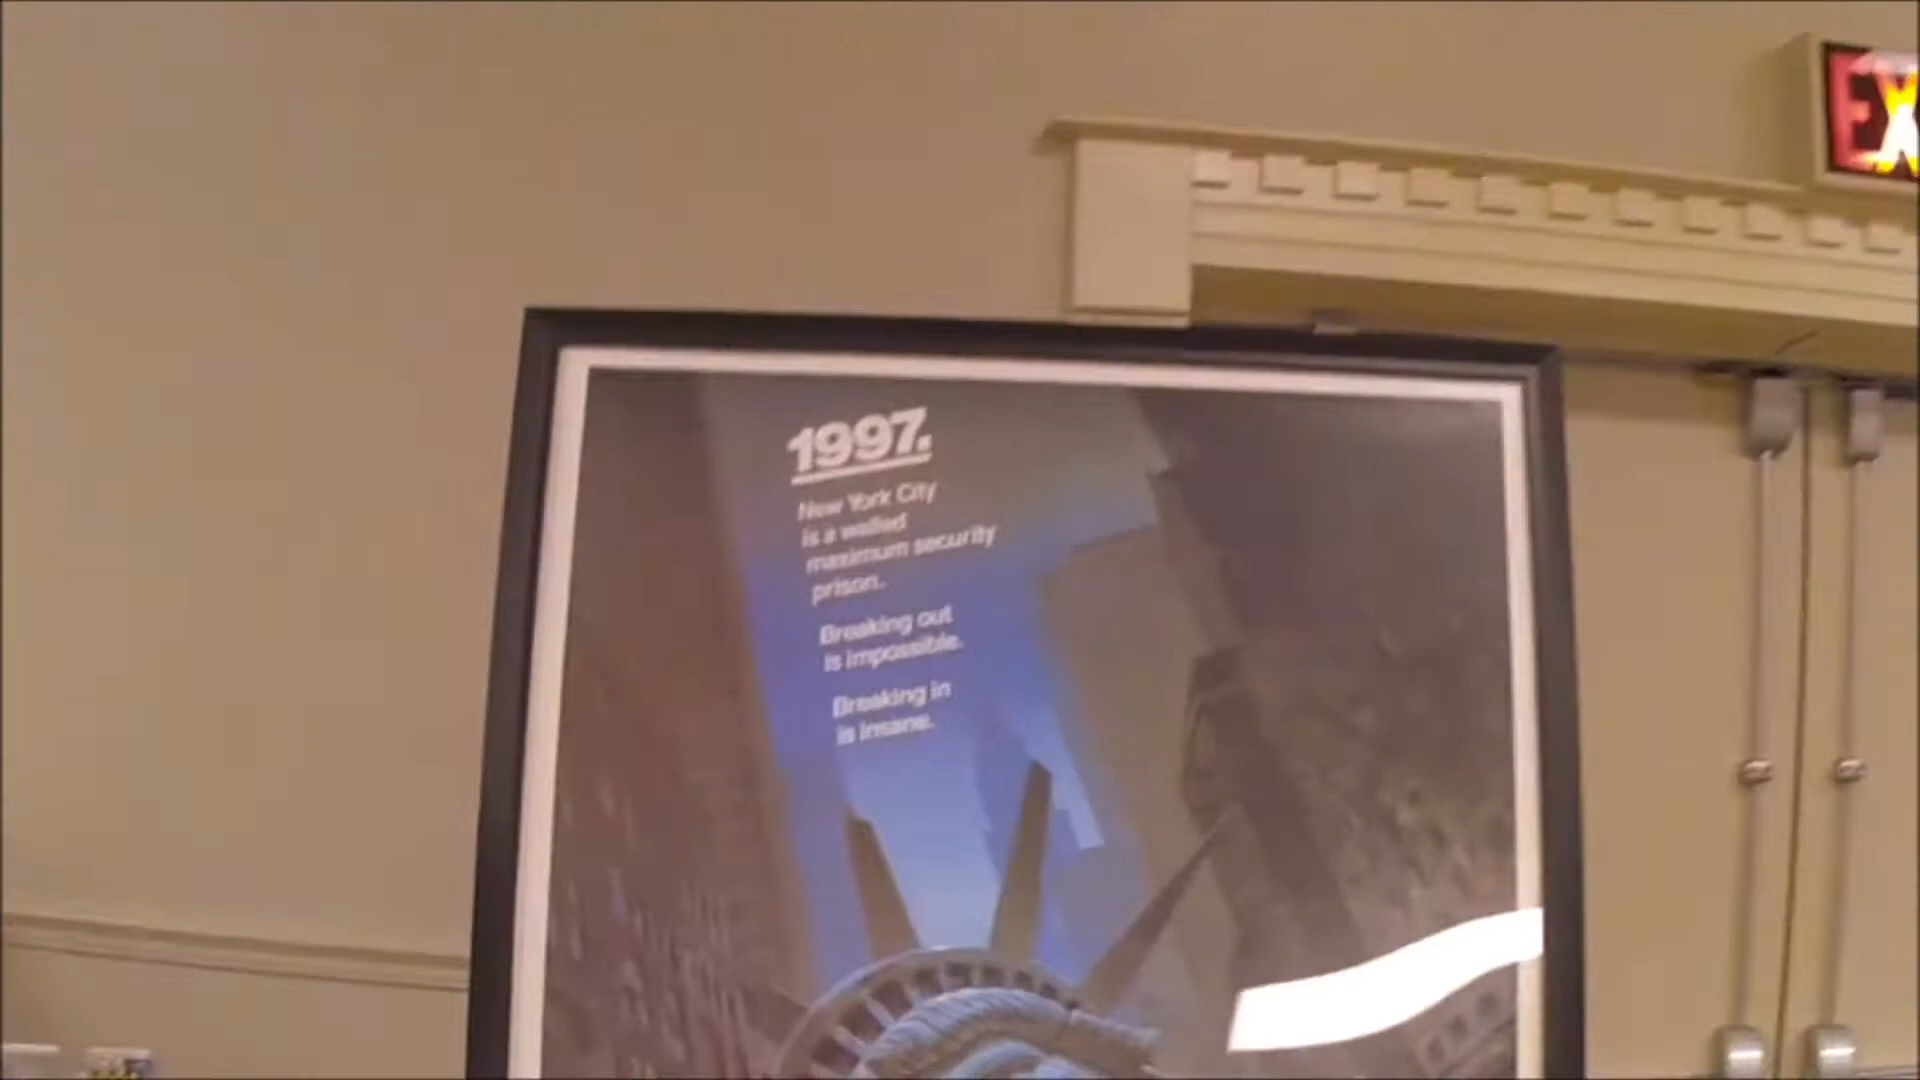 EX
1997.
New York City
is a walled
maximum security
prison.
Breaking out
is impossible.
Breaking in
is insane.